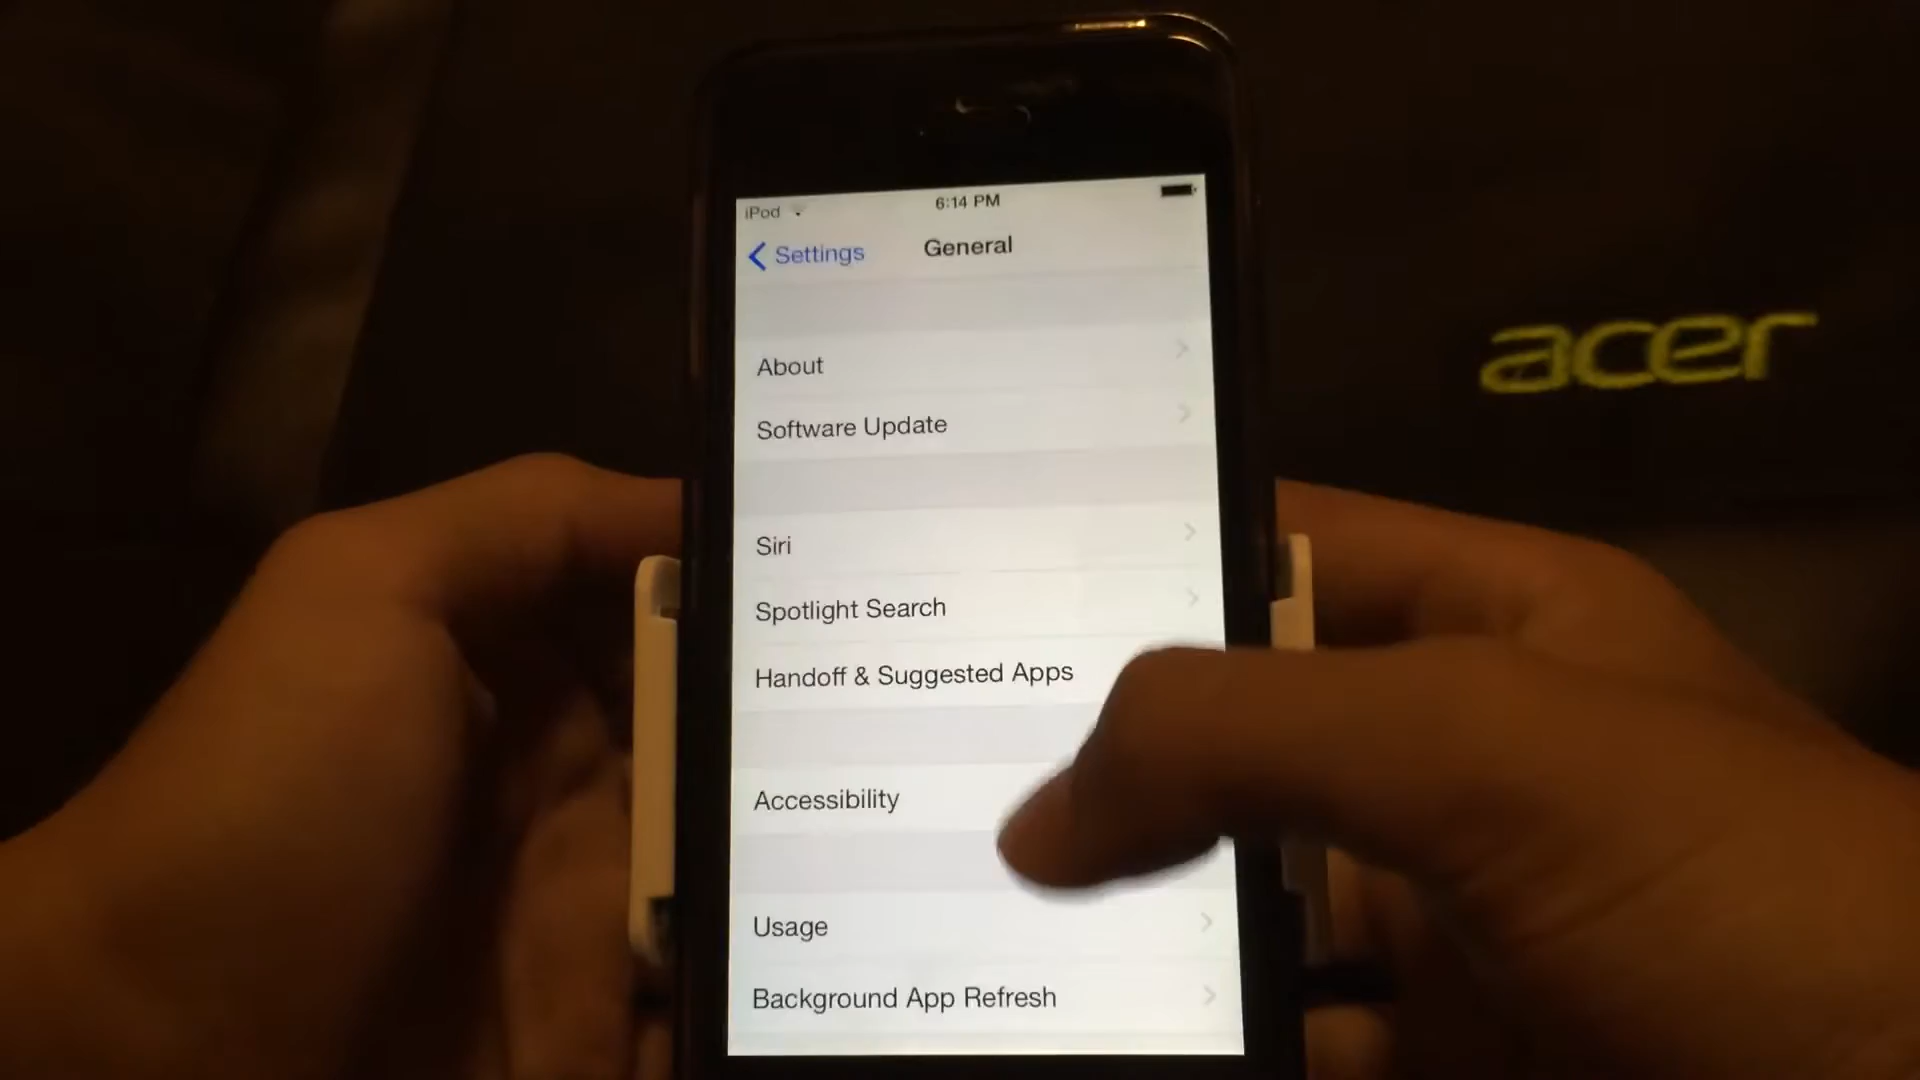 iPod 6:14 PM
Settings General
About
Software Update
Siri
Spotlight Search
Handoff & Suggested Apps
Accessibility
Usage
Background App Refresh
acer